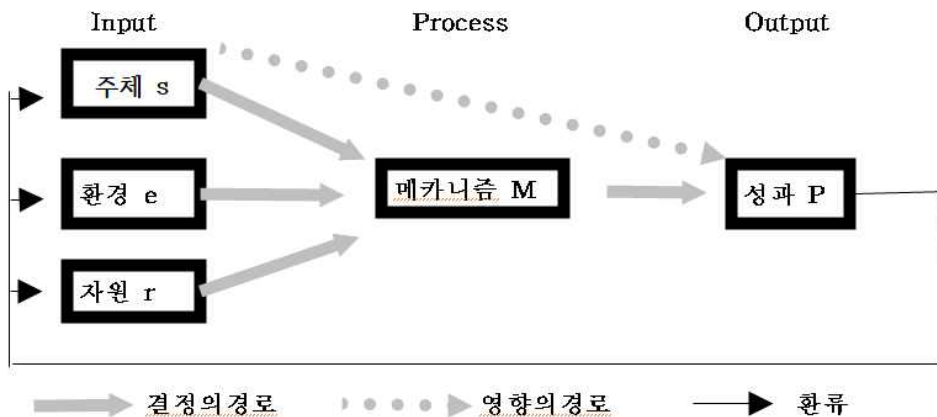 Input Process Output
주체 s
환경 e
메카니즘 M
성과 P
자원 r
결정의경로 영향의경로 환류